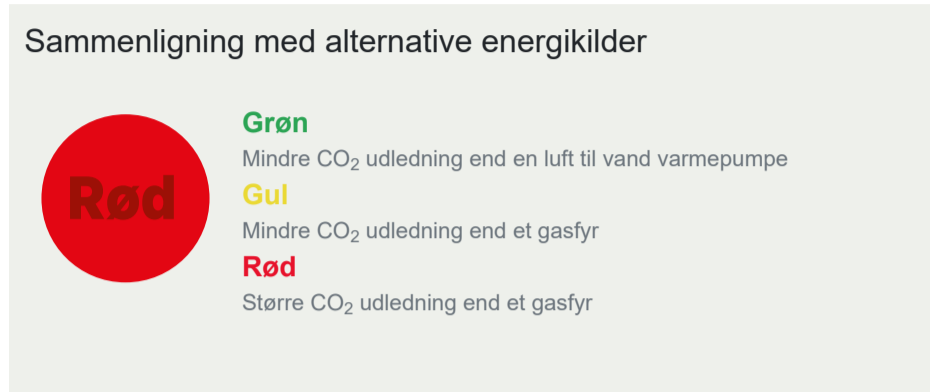 Sammenligning med alternative energikilder
Rød
Grøn
Mindre CO₂ udledning end en luft til vand varmepumpe
Gul
Mindre CO₂ udledning end et gasfyr
Rød
Større CO₂ udledning end et gasfyr